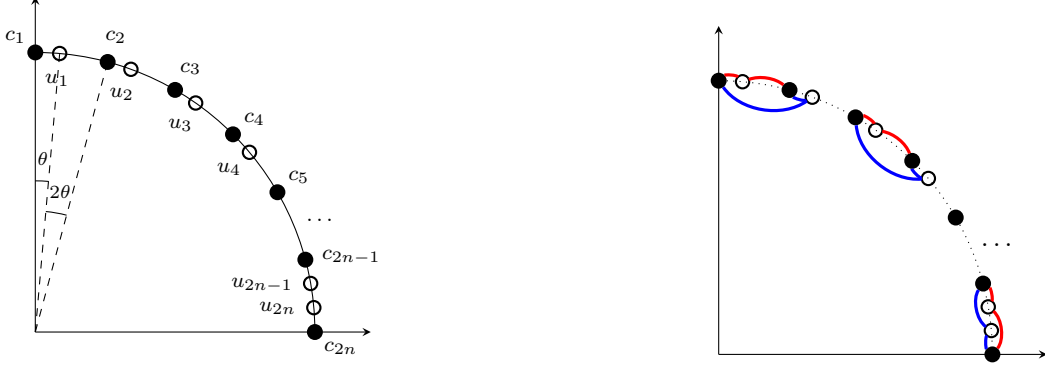 c₁
c₂
u₁
u₂
c₃
u₃
c₄
u₄
θ
2θ
c₅
...
c₂ₙ₋₁
u₂ₙ₋₁
u₂ₙ
c₂ₙ
...